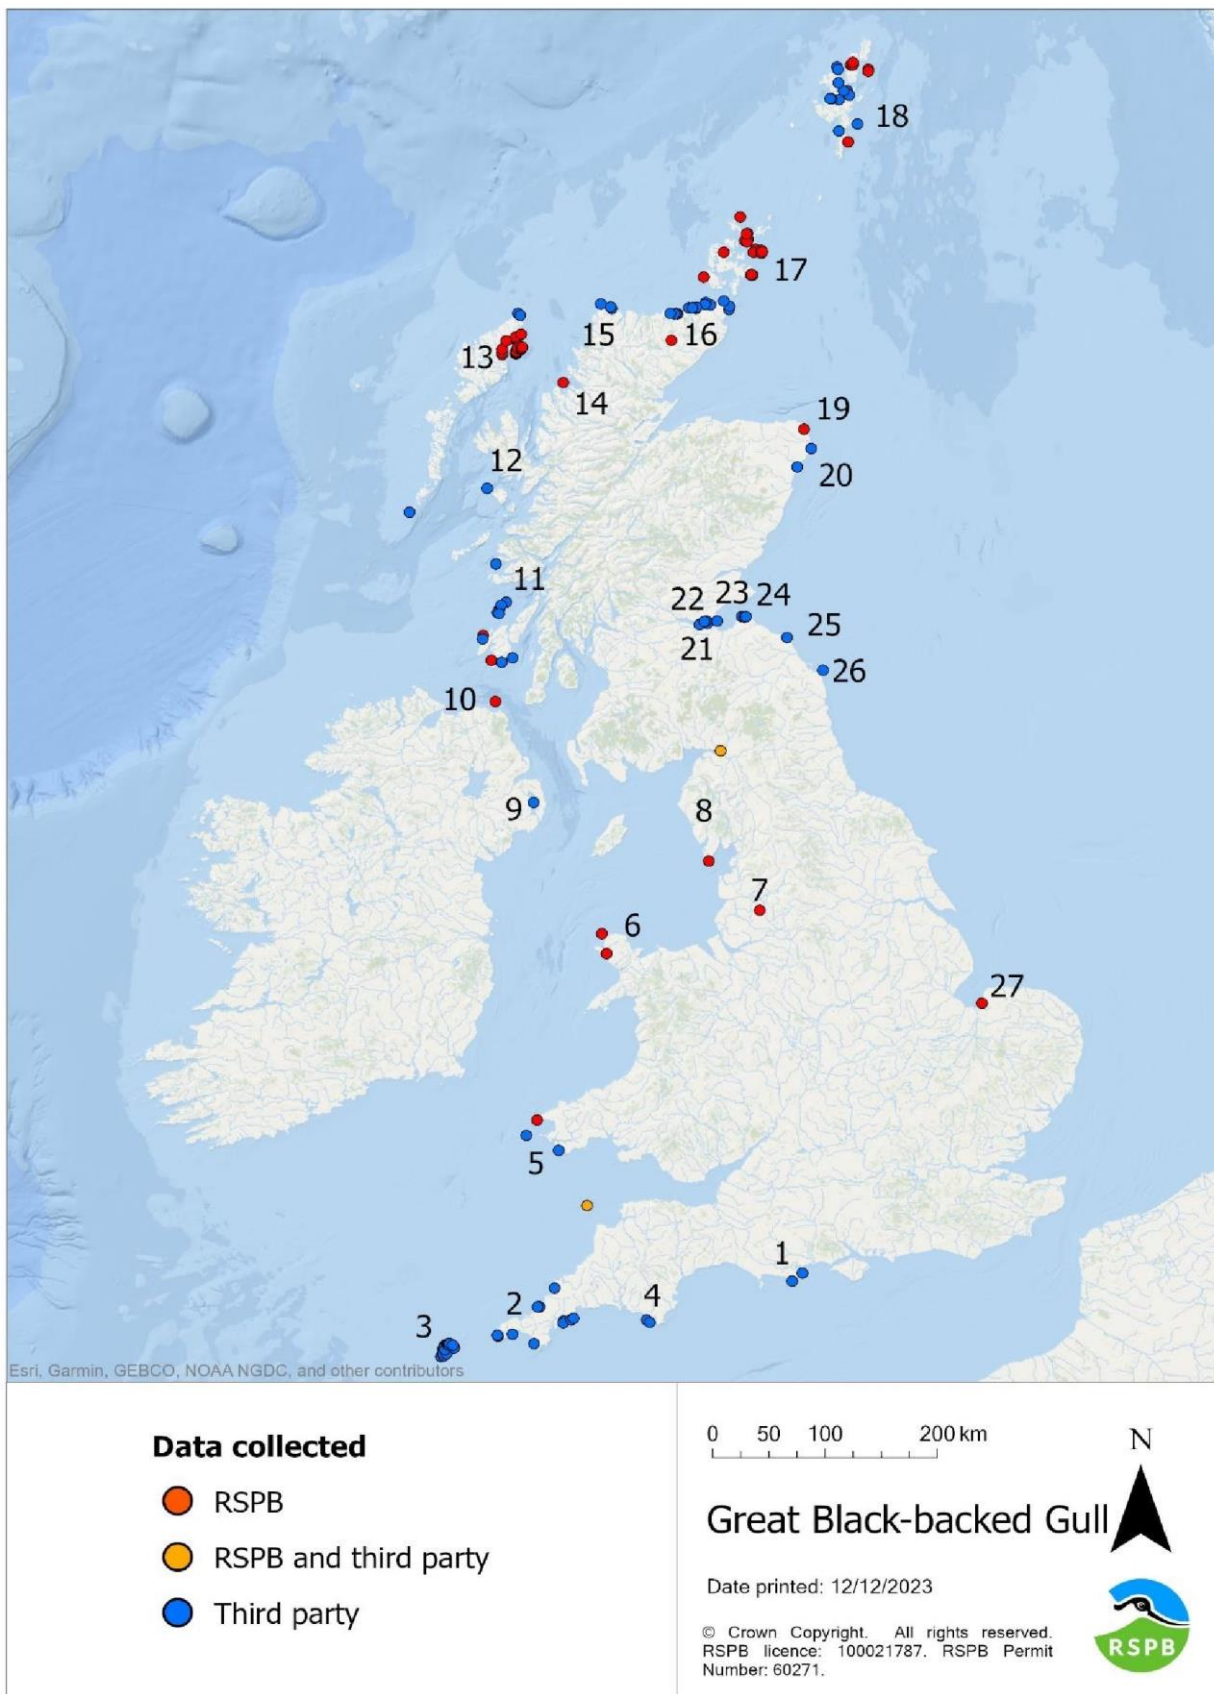 18
17
15
16
13
14
19
12
20
11
22
23
24
21
25
26
10
9
8
7
6
27
5
1
4
2
3
Esri, Garmin, GEBCO, NOAA NGDC, and other contributors
Data collected
RSPB
RSPB and third party
Third party
0 50 100 200 km
N
Great Black-backed Gull
Date printed: 12/12/2023
© Crown Copyright. All rights reserved.
RSPB licence: 100021787. RSPB Permit
Number: 60271.
RSPB